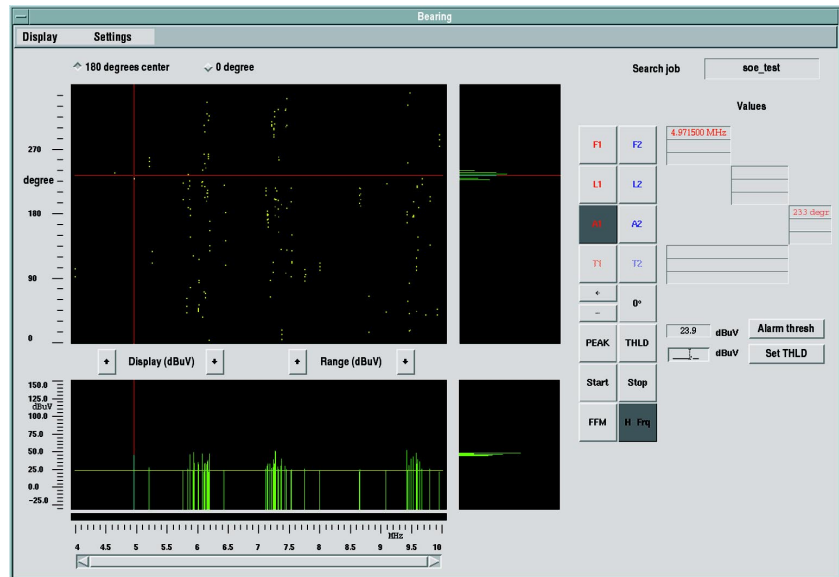 Bearing
Display Settings
180 degrees center 0 degree
Search job soe_test
Values
4.971500 MHz
F1 F2
270
degree
L1 L2
180
A2
23.3 degr
90
T1 T2
0°
0
23.9 dBuV Alarm thresh
PEAK THLD
dBuV Set THLD
Display (dBuV) Range (dBuV)
Start Stop
150.0
125.0
dBuV
100.0
75.0
FFM H Frq
50.0
25.0
0.0
-25.0
MHz
4 4.5 5 5.5 6 6.5 7 7.5 8 8.5 9 9.5 10